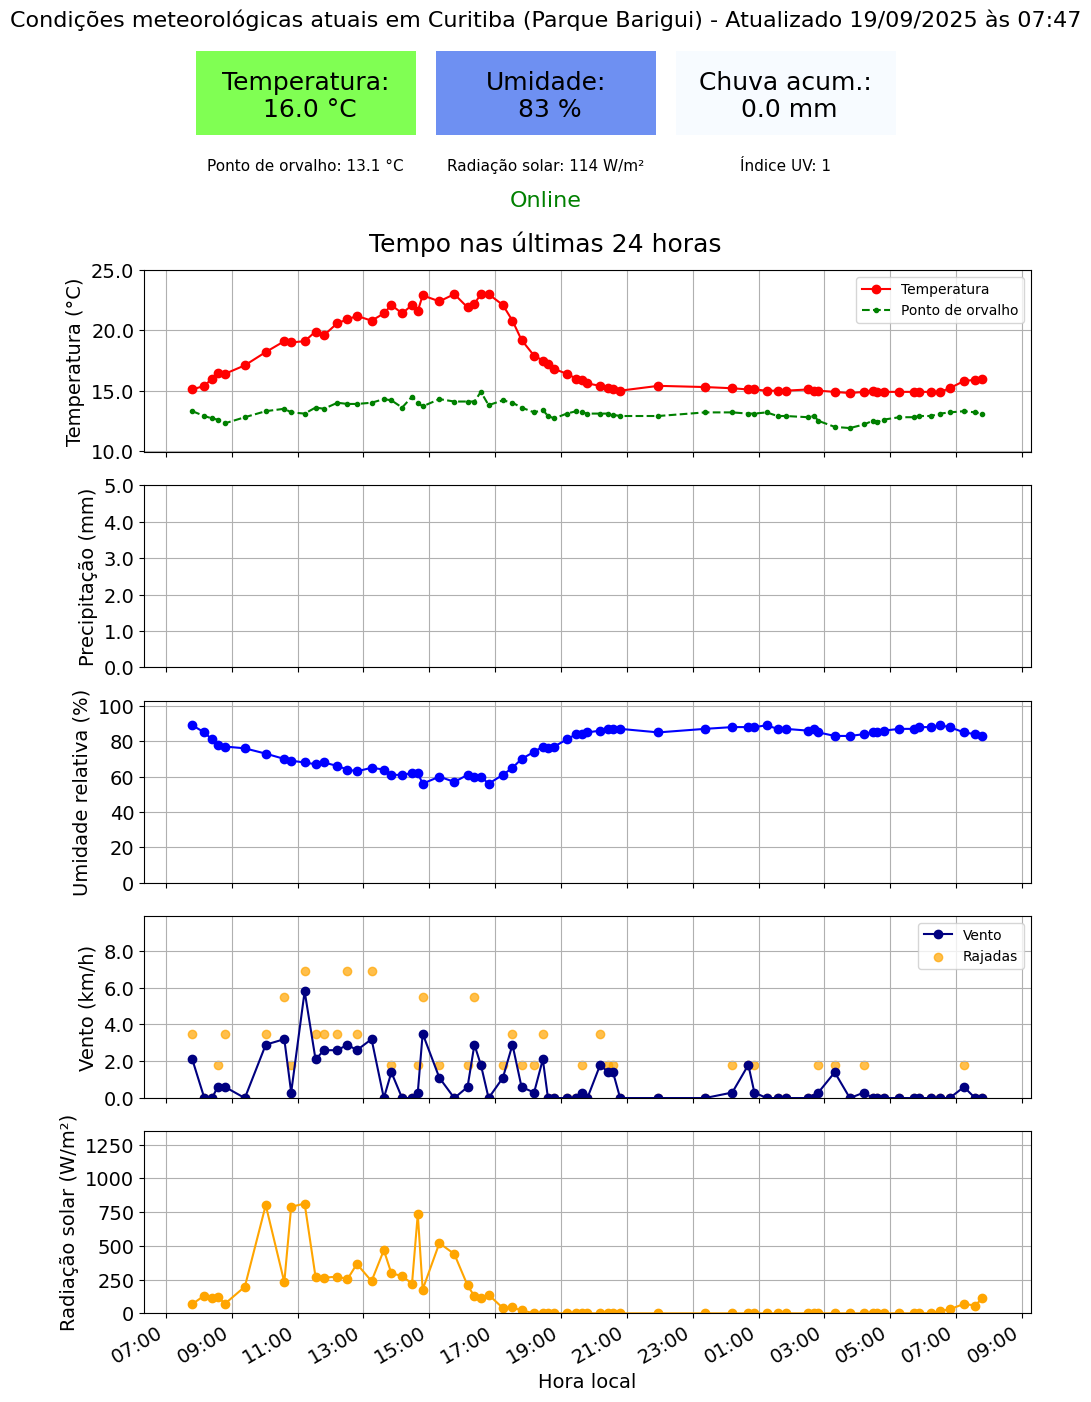 Condições meteorológicas atuais em Curitiba (Parque Barigui) - Atualizado 19/09/2025 às 07:47
Temperatura:
16.0 °C
Umidade:
83 %
Chuva acum.:
0.0 mm
Ponto de orvalho: 13.1 °C
Radiação solar: 114 W/m²
Índice UV: 1
Online
Tempo nas últimas 24 horas
Temperatura (°C)
25.0
20.0
15.0
10.0
Temperatura
Ponto de orvalho
Precipitação (mm)
5.0
4.0
3.0
2.0
1.0
0.0
Umidade relativa (%)
100
80
60
40
20
0
Vento (km/h)
8.0
6.0
4.0
2.0
0.0
Vento
Rajadas
Radiação solar (W/m²)
1250
1000
750
500
250
0
07:00
09:00
11:00
13:00
15:00
17:00
19:00
21:00
23:00
01:00
03:00
05:00
07:00
09:00
Hora local